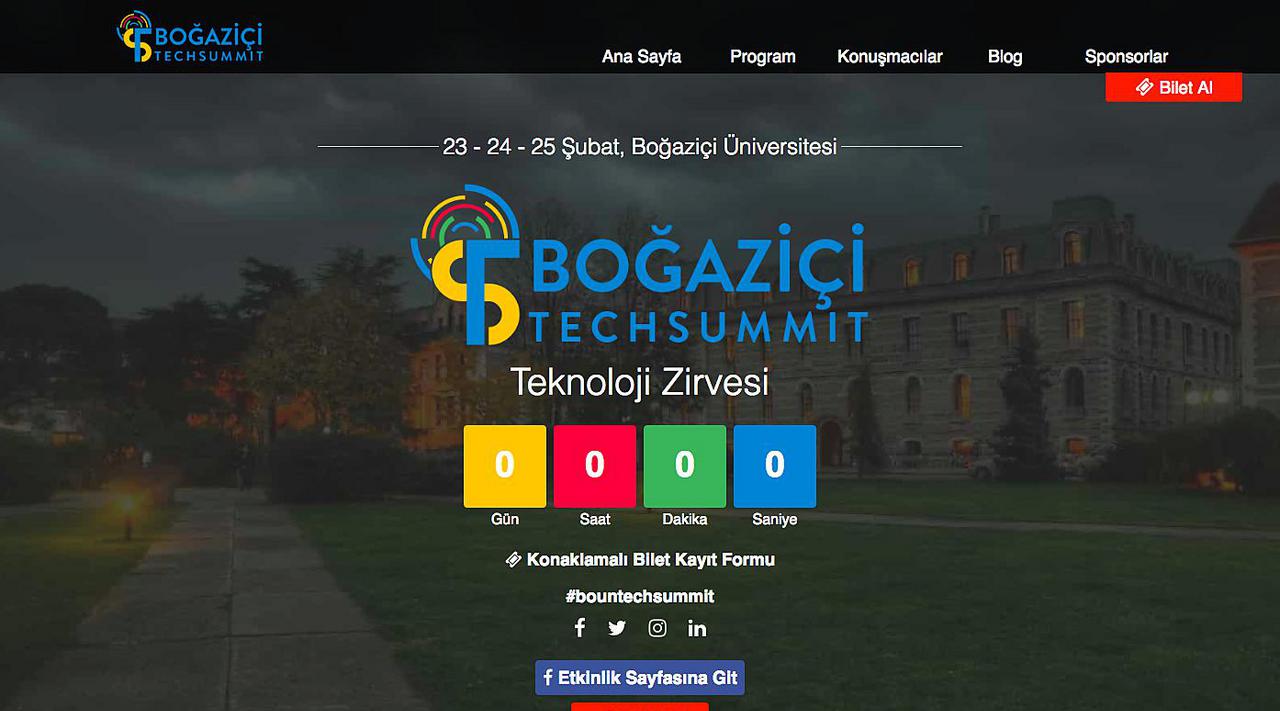 BOĞAZİÇİ
TECHSUMMIT
Ana Sayfa Program Konuşmacılar Blog Sponsorlar
Bilet Al
23 - 24 - 25 Şubat, Boğaziçi Üniversitesi
BOĞAZİÇİ
TECHSUMMIT
Teknoloji Zirvesi
0 0 0 0
Gün Saat Dakika Saniye
Konaklamalı Bilet Kayıt Formu
#bountechsummit
Etkinlik Sayfasına Git